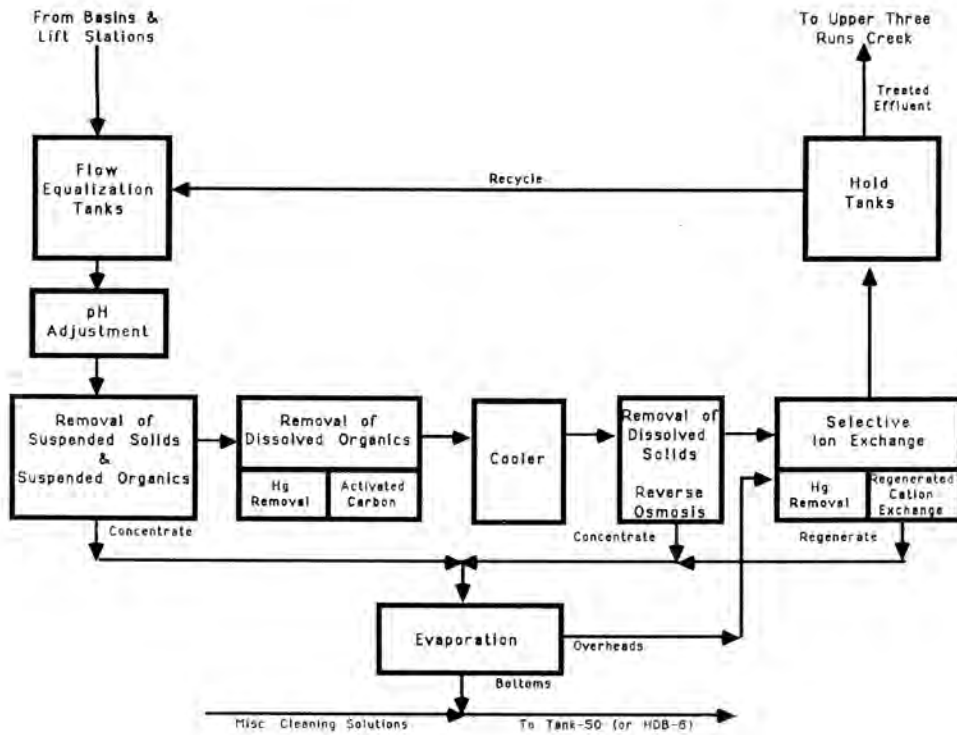 From Basins &
Lift Stations
To Upper Three
Runs Creek
Treated
Effluent
Flow
Equalization
Tanks
Recycle
Hold
Tanks
pH
Adjustment
Removal of
Suspended Solids
&
Suspended Organics
Removal of
Dissolved Organics
Hg
Removal
Activated
Carbon
Cooler
Removal of
Dissolved
Solids
Reverse
Osmosis
Selective
Ion Exchange
Hg
Removal
Regenerated
Cation
Exchange
Concentrate
Concentrate
Regenerate
Evaporation
Overheads
Bottoms
Misc. Cleaning Solutions
To Tank-50 (or HDB-6)